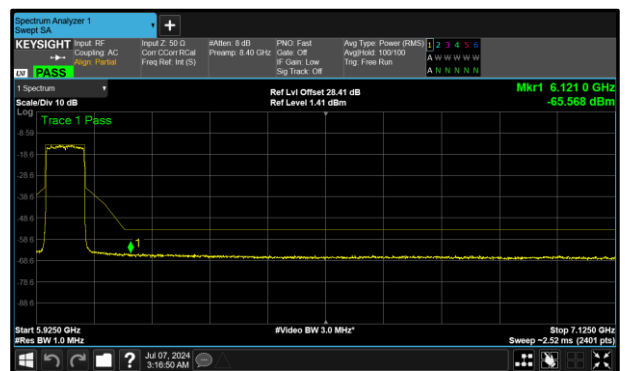 Spectrum Analyzer 1
Swept SA
KEYSIGHT Input: RF Input Z: 50 Ω #Atten: 8 dB PNO: Fast Avg Type: Power (RMS) 1 2 3 4 5 6
Coupling: AC Corr CCorr RCal Preamp: 8.40 GHz Gate: Off Avg|Hold: 100/100 A W W W W W
Align: Partial Freq Ref: Int (S) IF Gain: Low Trig: Free Run
LXI PASS Sig Track: Off A N N N N N
1 Spectrum Ref Lvl Offset 28.41 dB Mkr1 6.121 0 GHz
Scale/Div 10 dB Ref Level 1.41 dBm -65.568 dBm
Log
Trace 1 Pass
-8.59
-18.6
-28.6
-38.6
-48.6
1
-58.6
-68.6
-78.6
-88.6
Start 5.9250 GHz #Video BW 3.0 MHz* Stop 7.1250 GHz
#Res BW 1.0 MHz Sweep ~2.52 ms (2401 pts)
? Jul 07, 2024
3:16:50 AM